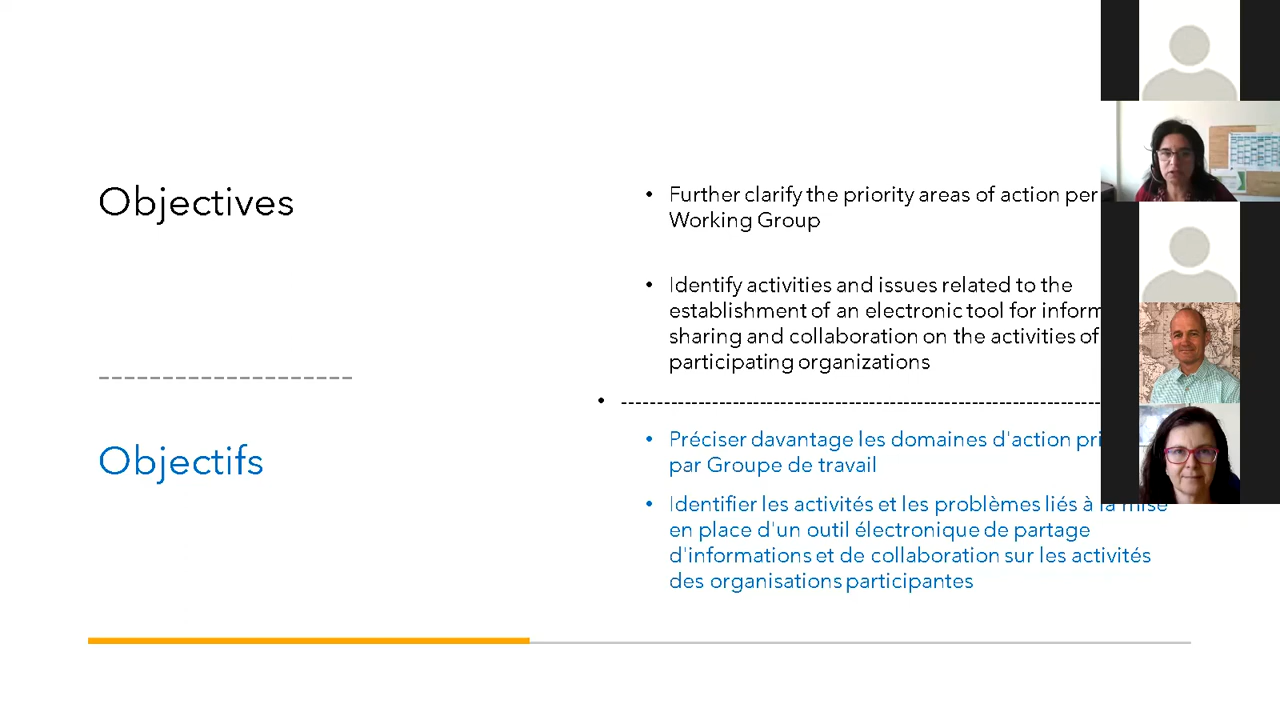 Objectives
• Further clarify the priority areas of action per
Working Group
• Identify activities and issues related to the
establishment of an electronic tool for
sharing and collaboration on the activities of
participating organizations
Objectifs
• Préciser davantage les domaines d'action
par Groupe de travail
• Identifier les activités et les problèmes liés à la mise
en place d'un outil électronique de partage
d'informations et de collaboration sur les activités
des organisations participantes